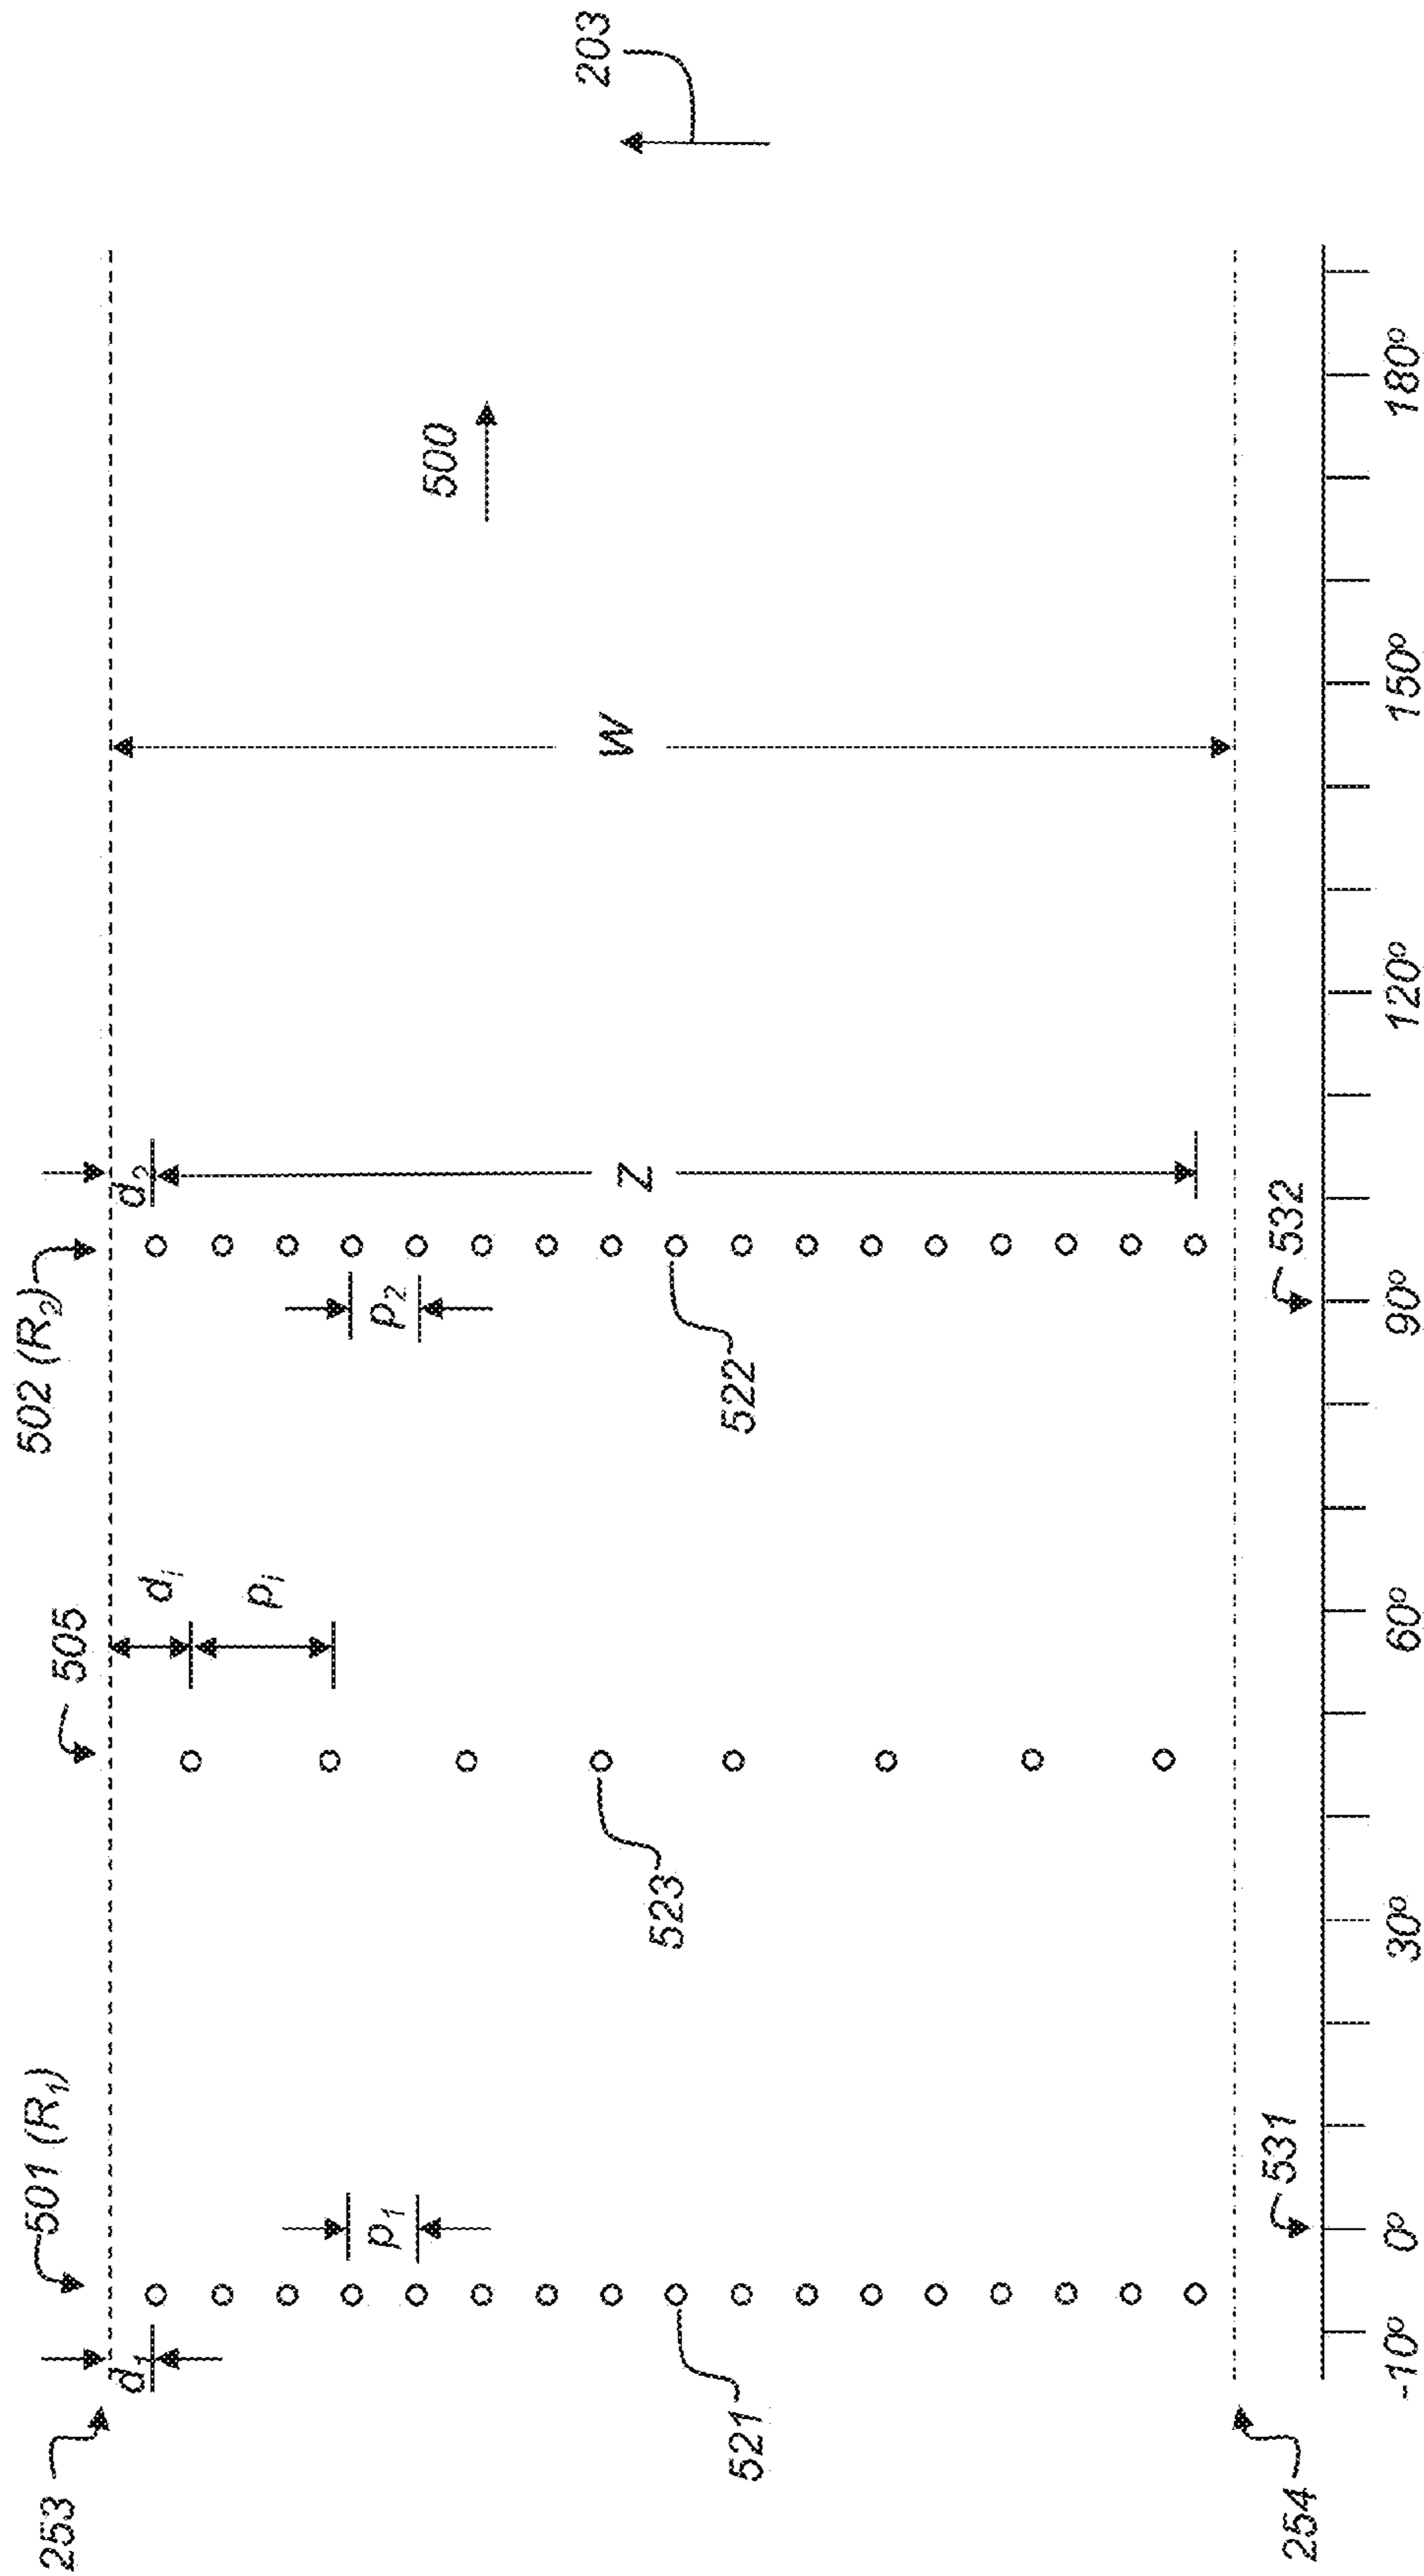 203
500
W
180°
150°
120°
90°
60°
30°
0°
-10°
502 (R₂)
d₂
Z
p₂
522
532
505
dᵢ
pᵢ
523
501 (R₁)
p₁
d₁
521
531
253
254